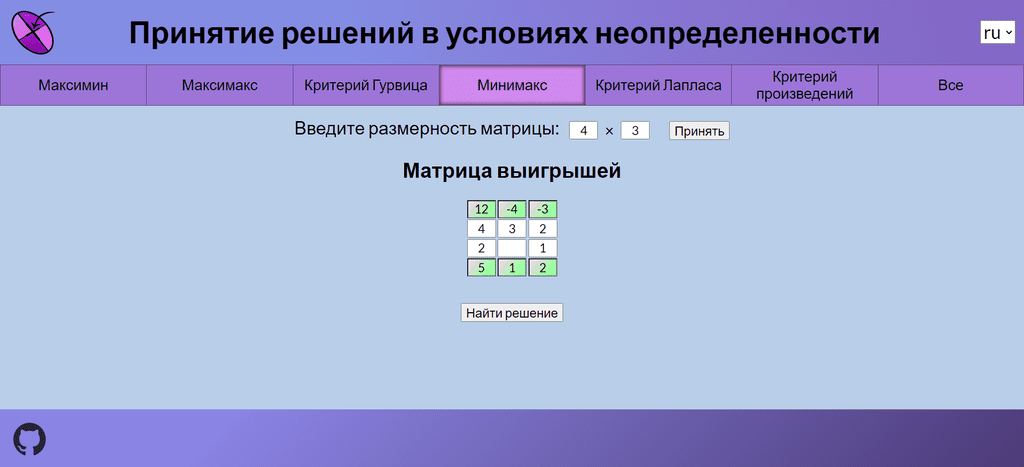 Принятие решений в условиях неопределенности
ru
Максимин
Максимакс
Критерий Гурвица
Минимакс
Критерий Лапласа
Критерий
произведений
Все
Введите размерность матрицы: 4 × 3 Принять
Матрица выигрышей
12 -4 -3
4 3 2
2 1
5 1 2
Найти решение